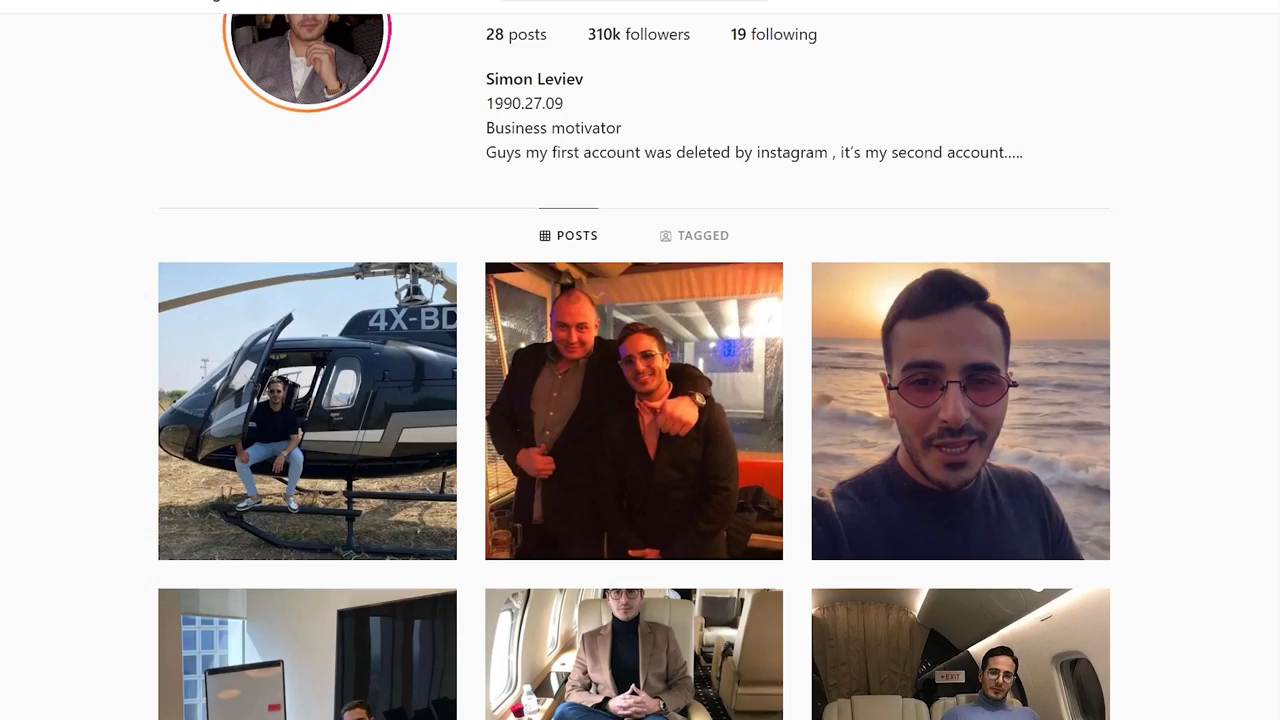 28 posts 310k followers 19 following
Simon Leviev
1990.27.09
Business motivator
Guys my first account was deleted by instagram , it's my second account.....
POSTS TAGGED
4X-BD
EXIT